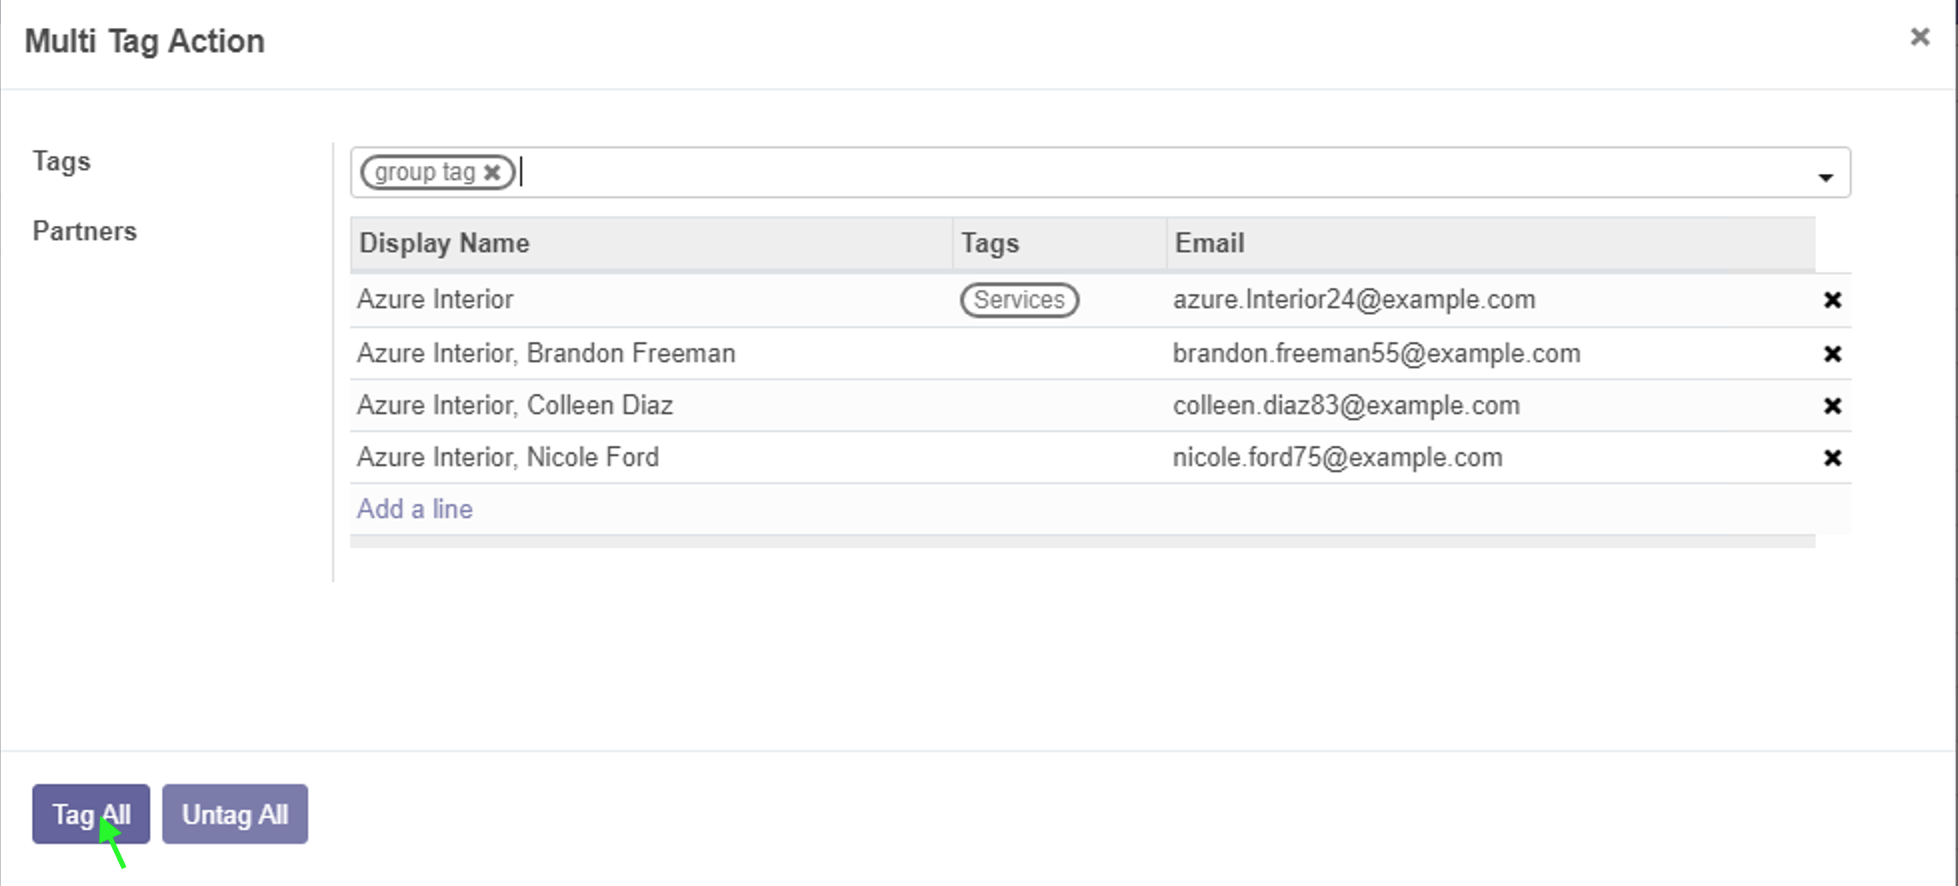 Multi Tag Action
Tags
group tag
Partners
Display Name Tags Email
Azure Interior Services azure.Interior24@example.com
Azure Interior, Brandon Freeman brandon.freeman55@example.com
Azure Interior, Colleen Diaz colleen.diaz83@example.com
Azure Interior, Nicole Ford nicole.ford75@example.com
Add a line
Tag All Untag All